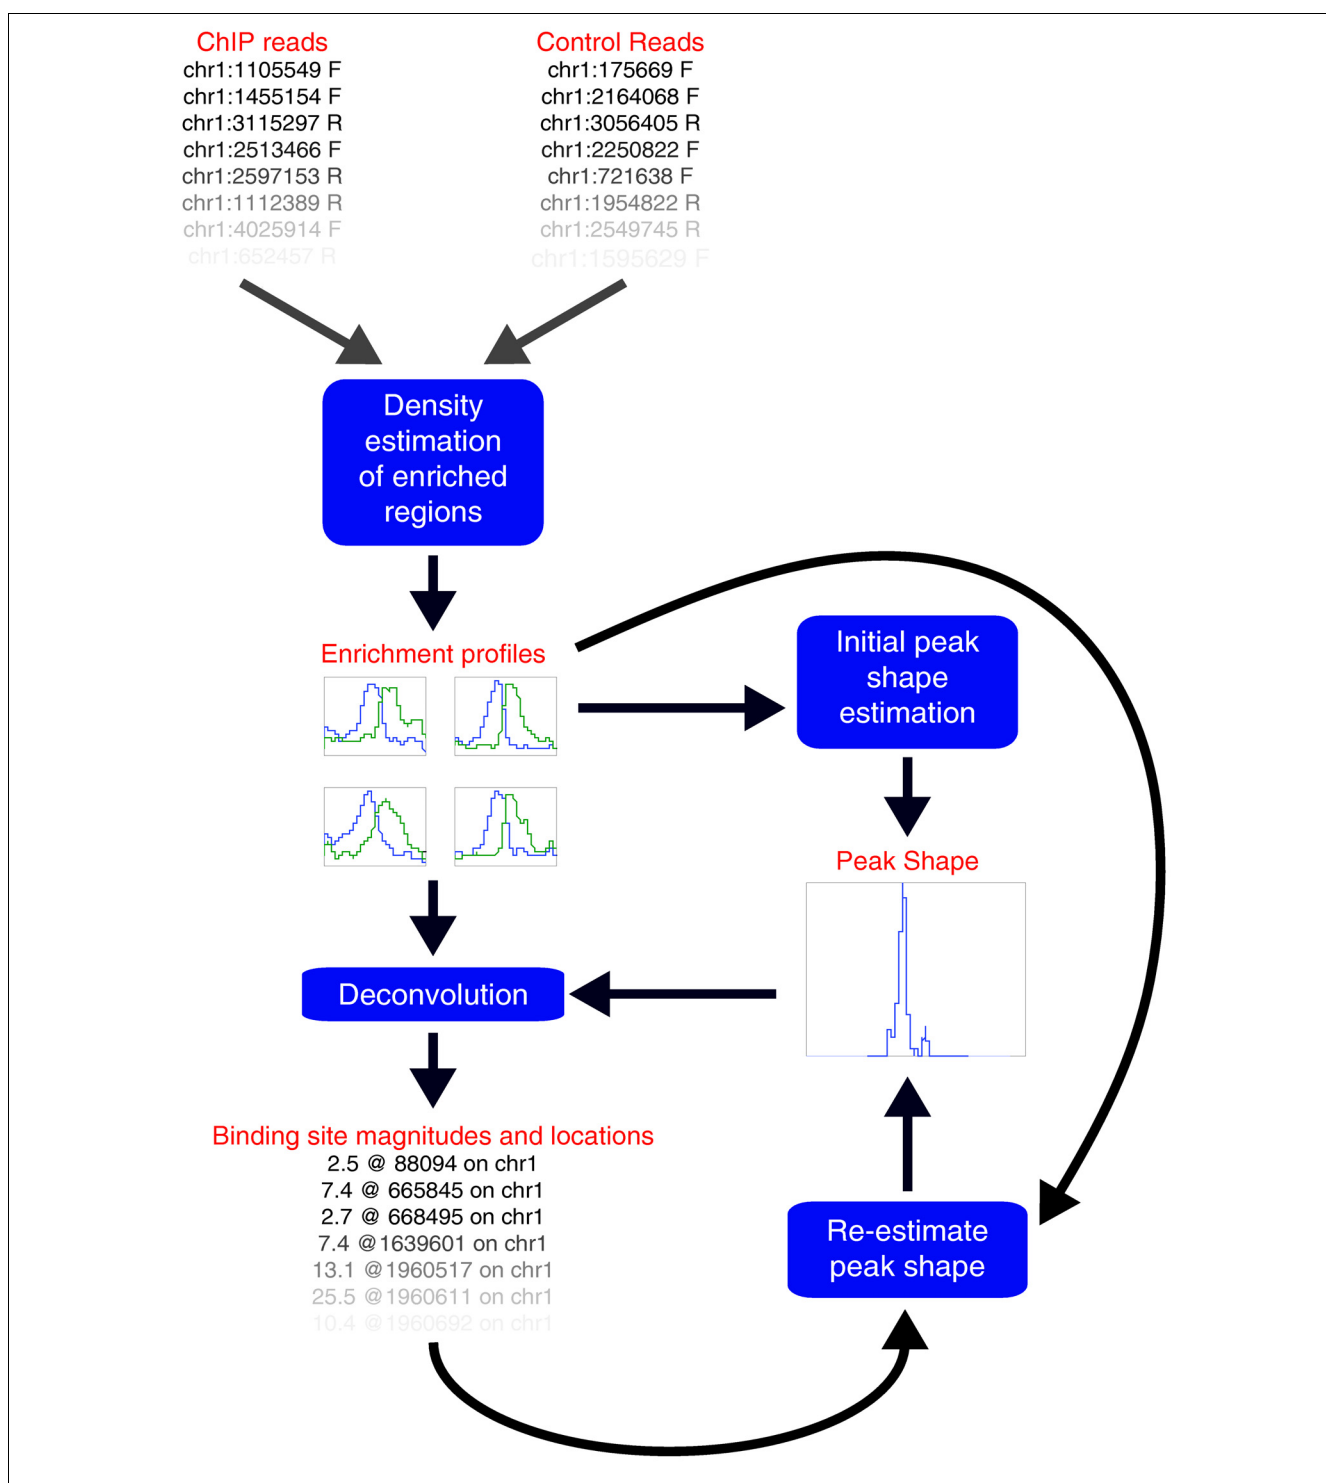 ChIP reads
chr1:1105549 F
chr1:1455154 F
chr1:3115297 R
chr1:2513466 F
chr1:2597153 R
chr1:1112389 R
chr1:4025914 F
chr1:652457 R
Control Reads
chr1:175669 F
chr1:2164068 F
chr1:3056405 R
chr1:2250822 F
chr1:721638 F
chr1:1954822 R
chr1:2549745 R
chr1:1595629 F
Density
estimation
of enriched
regions
Enrichment profiles
Initial peak
shape
estimation
Peak Shape
Deconvolution
Binding site magnitudes and locations
2.5 @ 88094 on chr1
7.4 @ 665845 on chr1
2.7 @ 668495 on chr1
7.4 @1639601 on chr1
13.1 @1960517 on chr1
25.5 @1960611 on chr1
10.4 @1960692 on chr1
Re-estimate
peak shape